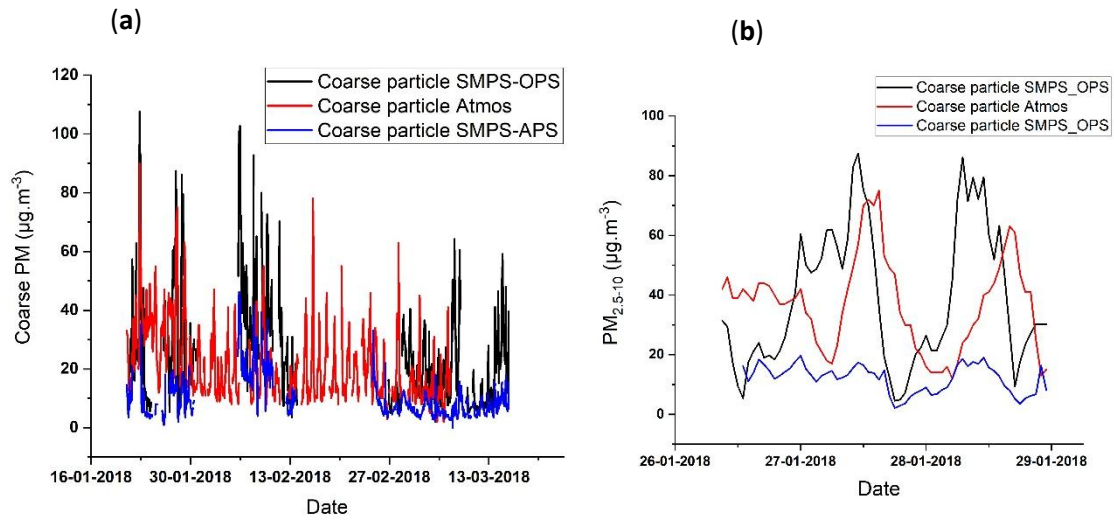 (a)
Coarse particle SMPS-OPS
Coarse particle Atmos
Coarse particle SMPS-APS
120
100
80
60
40
20
0
Coarse PM (µg.m-3)
16-01-2018 30-01-2018 13-02-2018 27-02-2018 13-03-2018
Date
(b)
Coarse particle SMPS_OPS
Coarse particle Atmos
Coarse particle SMPS_OPS
100
80
60
40
20
0
PM2.5-10 (µg.m-3)
26-01-2018 27-01-2018 28-01-2018 29-01-2018
Date